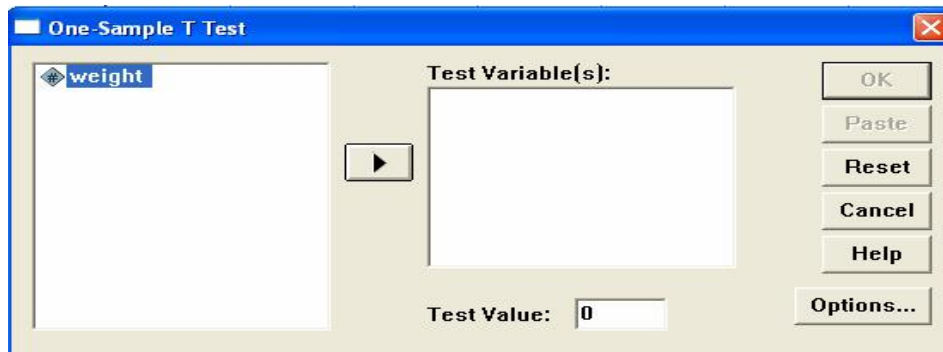 One-Sample T Test
weight
Test Variable(s):
OK
Paste
Reset
Cancel
Help
Options...
Test Value: 0